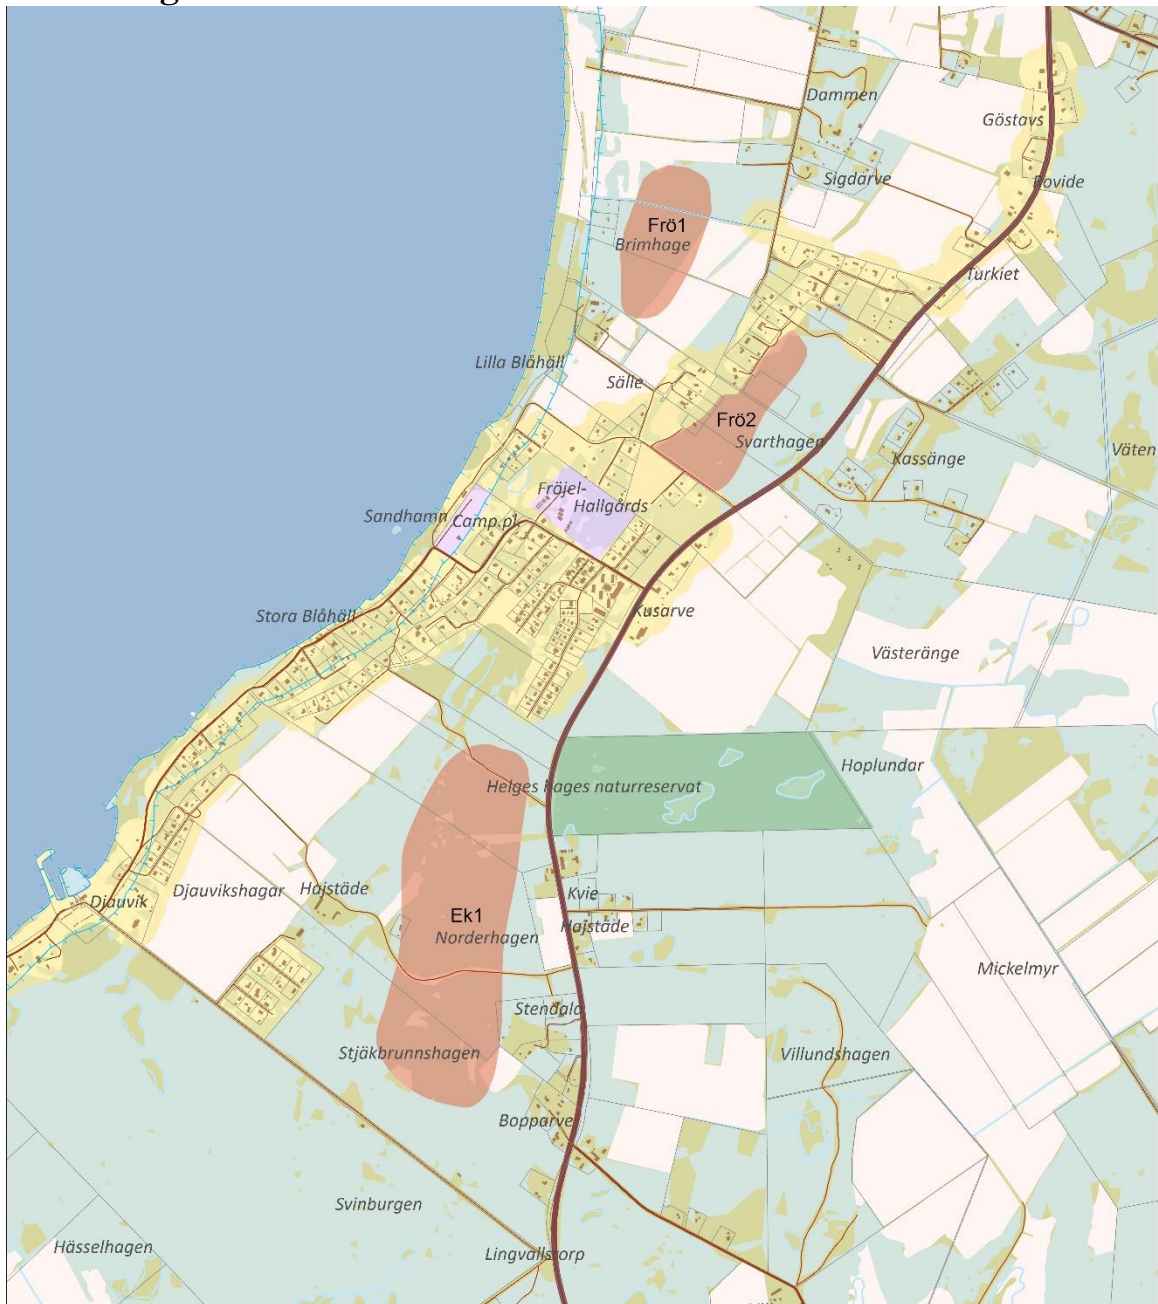 Dammen
Göstavs
Sigdarve
Rovide
Frö1
Brimhage
Turkiet
Lilla Blåhäll
Sälle
Frö2
Svarthagen
Kassänge
Väten
Fröjel-
Hallgårds
Sandhamn
Camp.pl.
Stora Blåhäll
Kusarve
Västeränge
Hoplundar
Helges hages naturreservat
Djauvikshagar
Hajstäde
Kvie
Djauvik
Ek1
Hajstäde
Norderhagen
Mickelmyr
Stendala
Stjäkbrunnshagen
Villundshagen
Bopparve
Svinburgen
Hässelhagen
Lingvallstorp